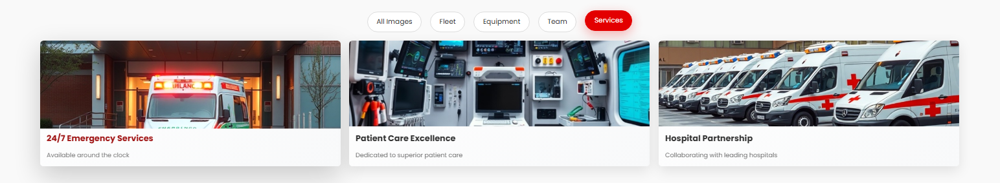 All Images
Fleet
Equipment
Team
Services
24/7 Emergency Services
Available around the clock
Patient Care Excellence
Dedicated to superior patient care
Hospital Partnership
Collaborating with leading hospitals